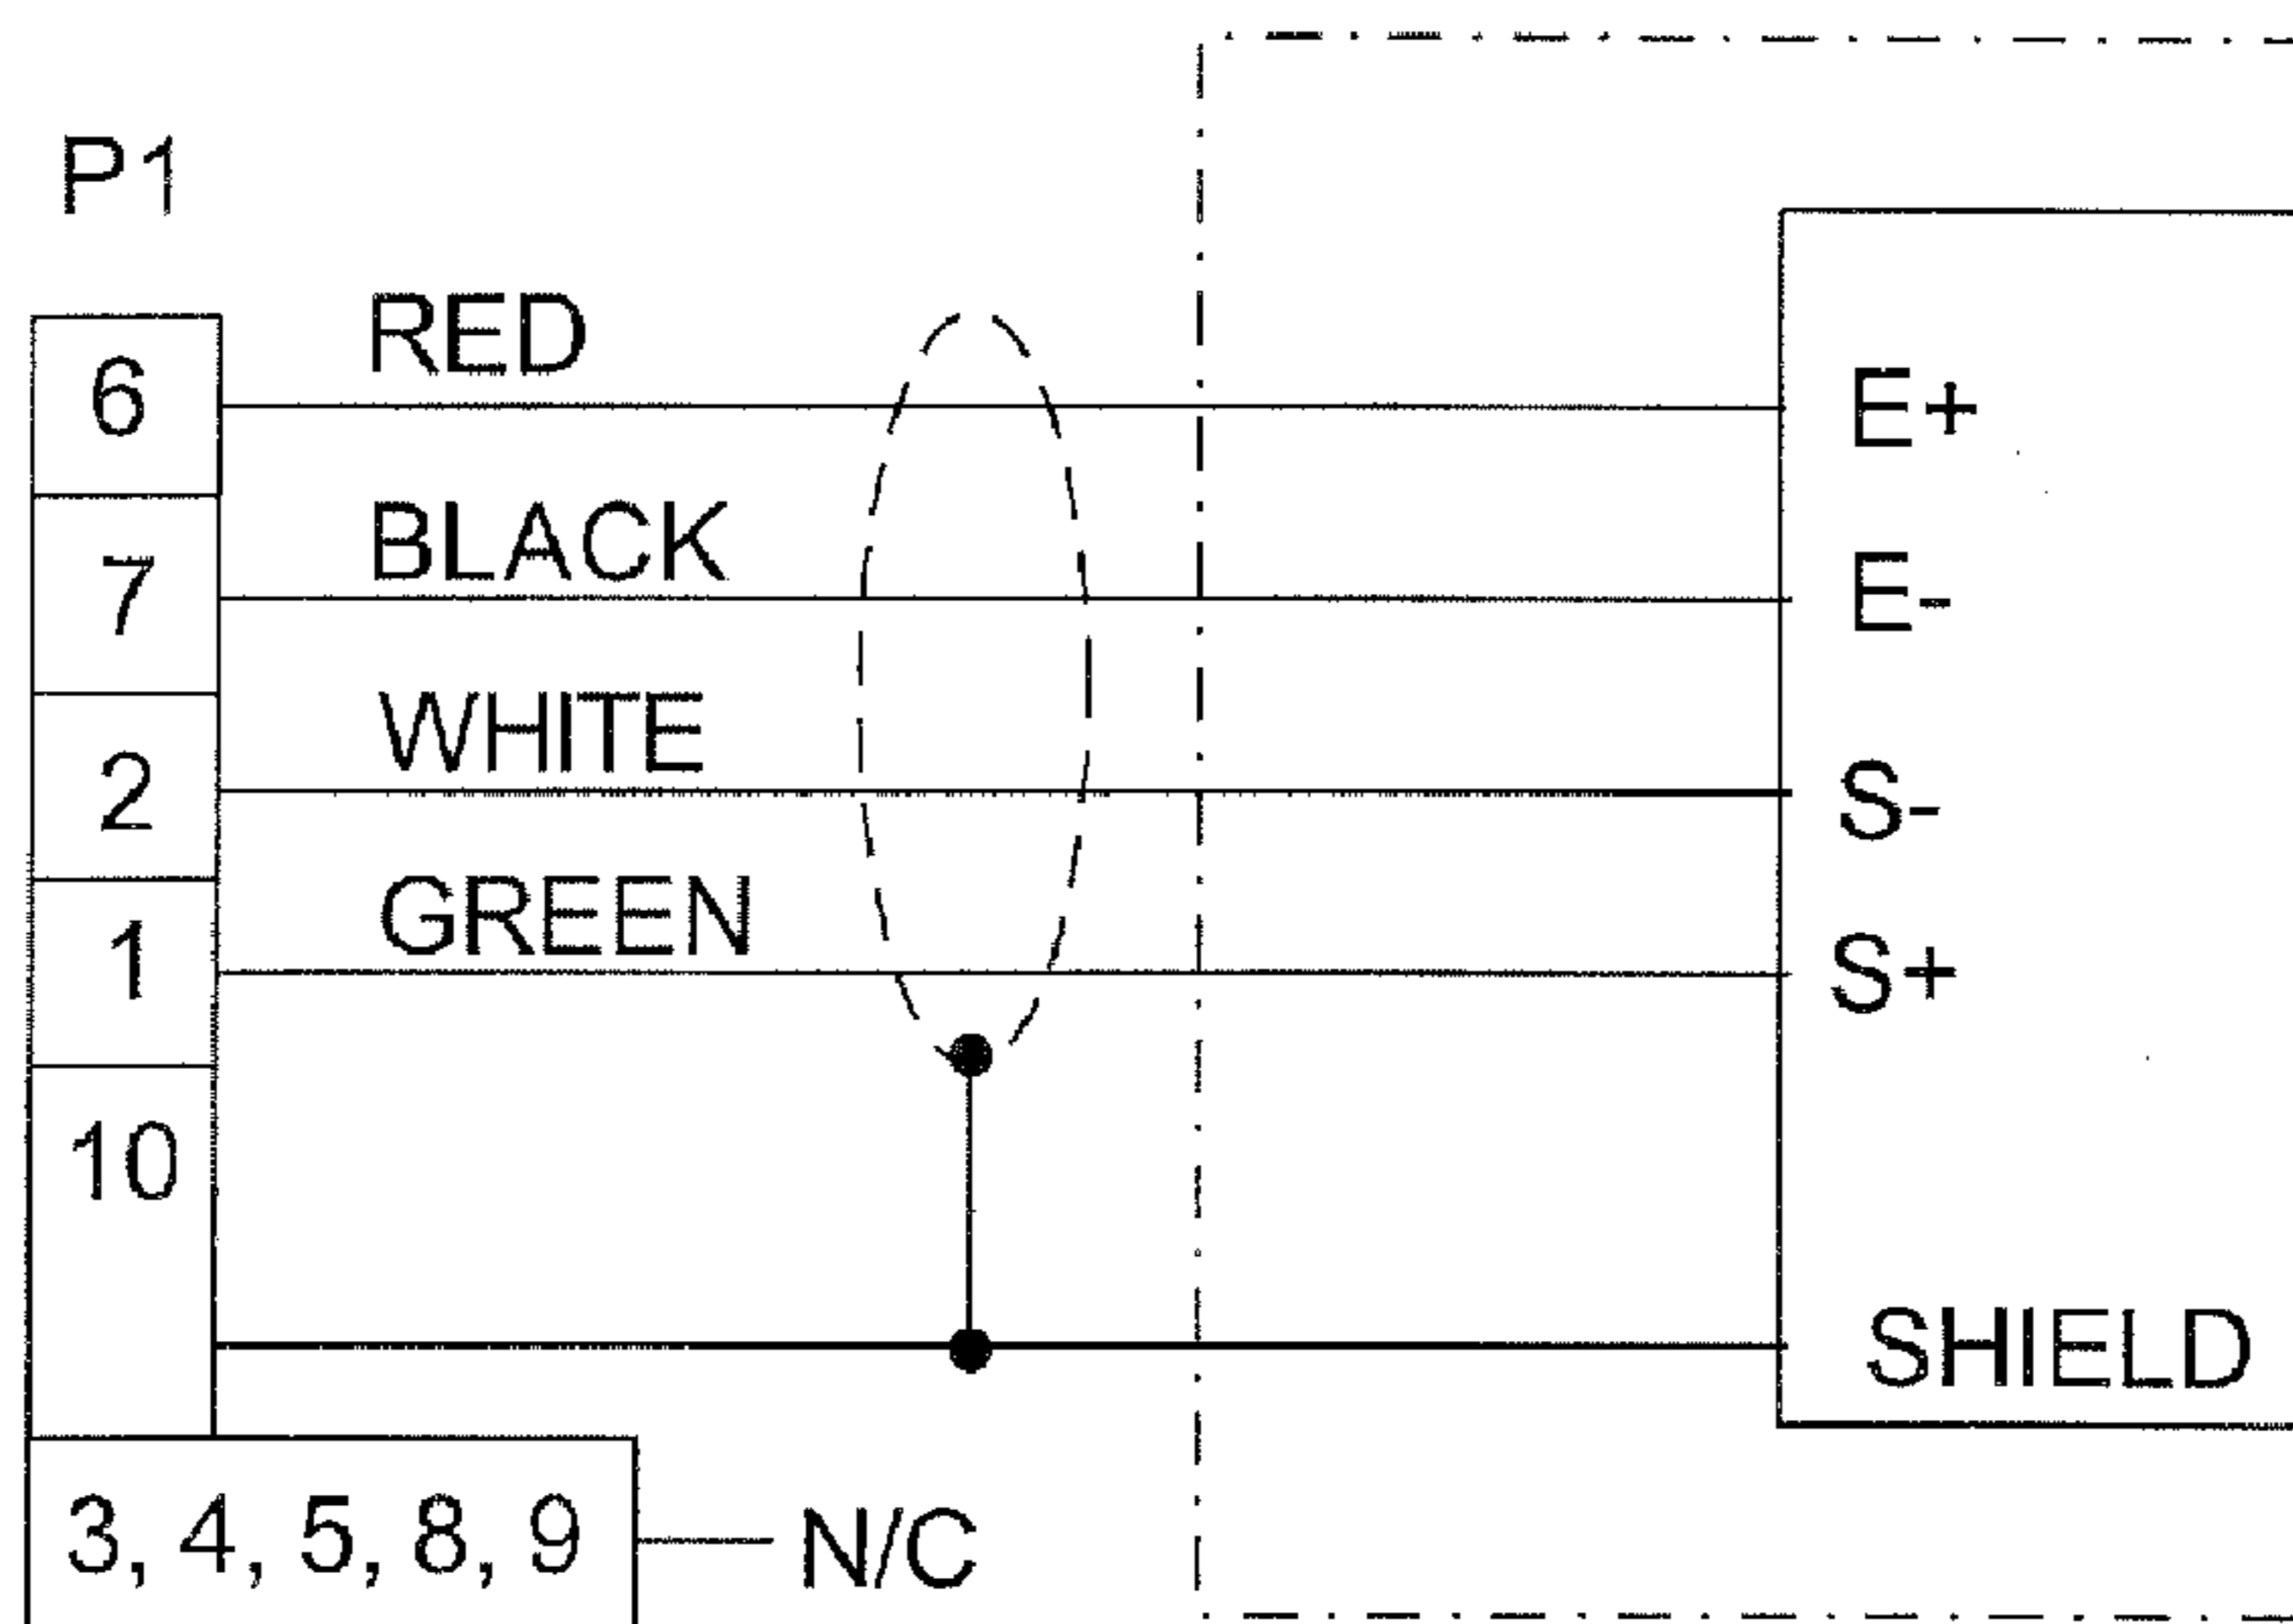 P1
6 RED E+
7 BLACK E-
2 WHITE S-
1 GREEN S+
10
SHIELD
3, 4, 5, 8, 9 N/C